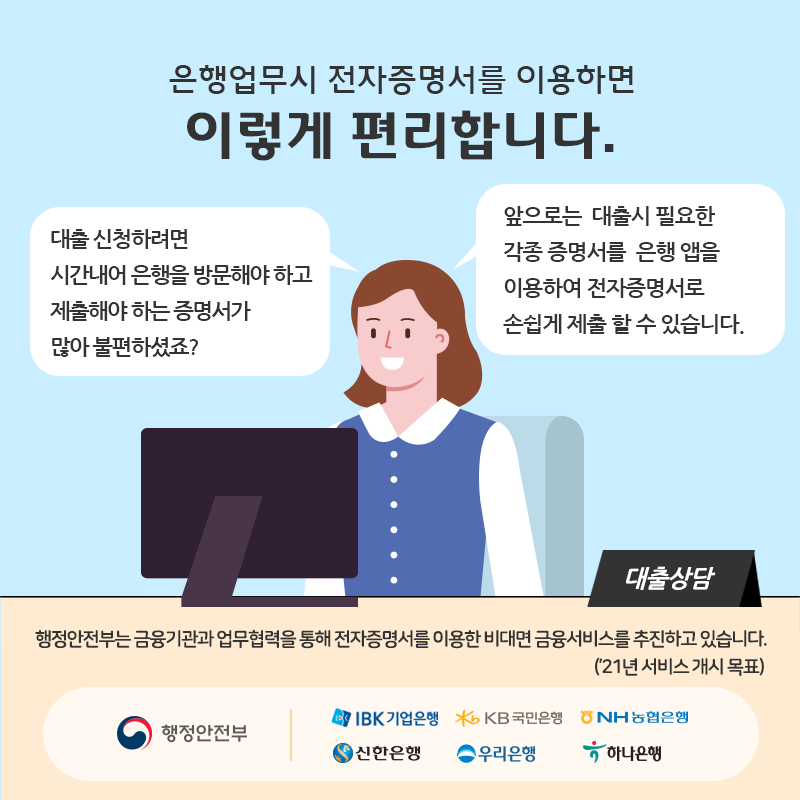 은행업무시 전자증명서를 이용하면
이렇게 편리합니다.
대출 신청하려면
시간내어 은행을 방문해야 하고
제출해야 하는 증명서가
많아 불편하셨죠?
앞으로는 대출시 필요한
각종 증명서를 은행 앱을
이용하여 전자증명서로
손쉽게 제출 할 수 있습니다.
대출상담
행정안전부는 금융기관과 업무협력을 통해 전자증명서를 이용한 비대면 금융서비스를 추진하고 있습니다.
('21년 서비스 개시 목표)
행정안전부
IBK 기업은행
KB 국민은행
NH 농협은행
신한은행
우리은행
하나은행